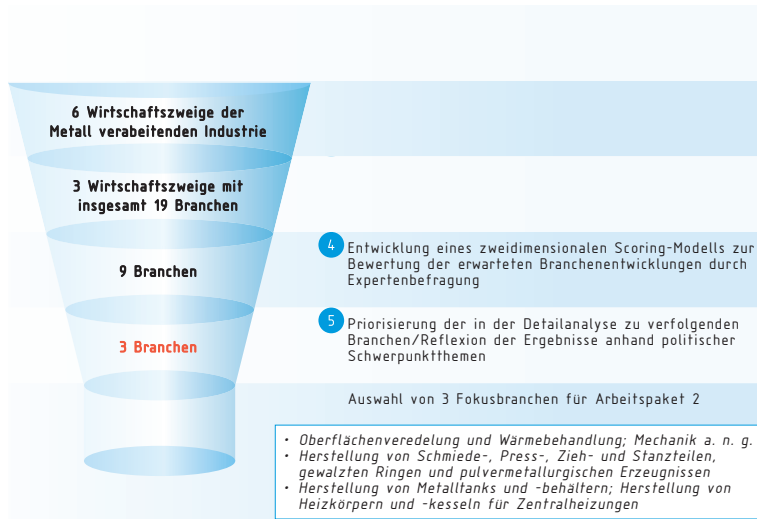 6 Wirtschaftszweige der
Metall verabeitenden Industrie
3 Wirtschaftszweige mit
insgesamt 19 Branchen
9 Branchen
3 Branchen
4 Entwicklung eines zweidimensionalen Scoring-Modells zur
Bewertung der erwarteten Branchenentwicklungen durch
Expertenbefragung
5 Priorisierung der in der Detailanalyse zu verfolgenden
Branchen/Reflexion der Ergebnisse anhand politischer
Schwerpunktthemen
Auswahl von 3 Fokusbranchen für Arbeitspaket 2
• Oberflächenveredelung und Wärmebehandlung; Mechanik a. n. g.
• Herstellung von Schmiede-, Press-, Zieh- und Stanzteilen,
gewalzten Ringen und pulvermetallurgischen Erzeugnissen
• Herstellung von Metalltanks und -behältern; Herstellung von
Heizkörpern und -kesseln für Zentralheizungen